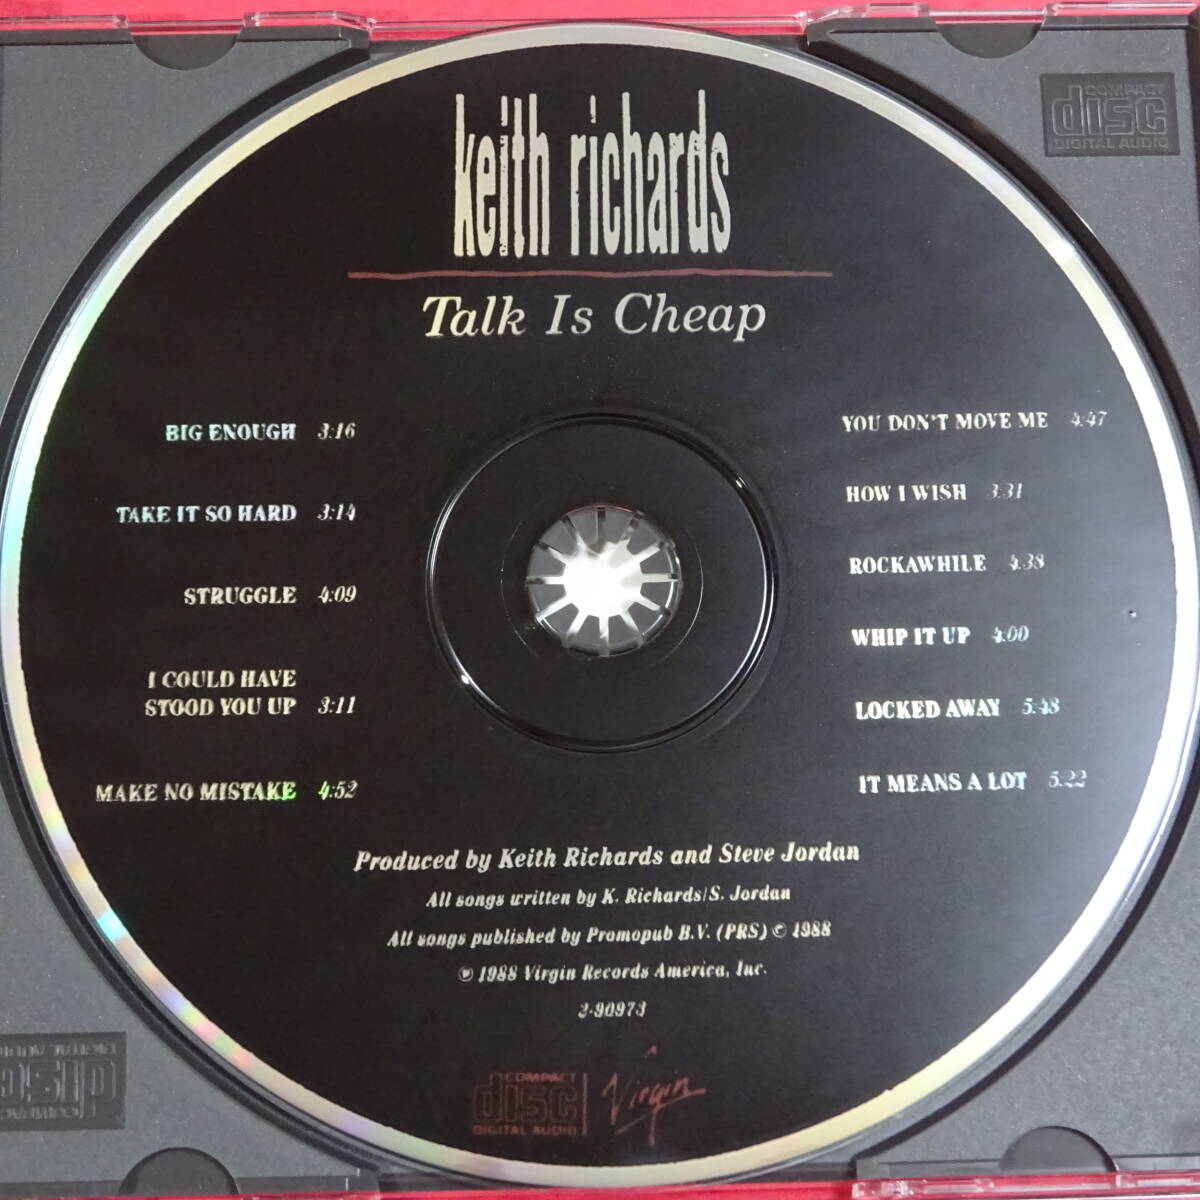 COMPACT
disc
DIGITAL AUDIO
keith richards
Talk Is Cheap
BIG ENOUGH 3:16
TAKE IT SO HARD 3:14
STRUGGLE 4:09
I COULD HAVE
STOOD YOU UP 3:11
MAKE NO MISTAKE 4:52
YOU DON'T MOVE ME 4:47
HOW I WISH 3:31
ROCKAWHILE 4:38
WHIP IT UP 4:00
LOCKED AWAY 5:48
IT MEANS A LOT 5:22
Produced by Keith Richards and Steve Jordan
All songs written by K. Richards/S. Jordan
All songs published by Promopub B.V. (PRS) © 1988
℗ 1988 Virgin Records America, Inc.
2-90973
COMPACT
disc
DIGITAL AUDIO
Virgin
COMPACT
disc
DIGITAL AUDIO